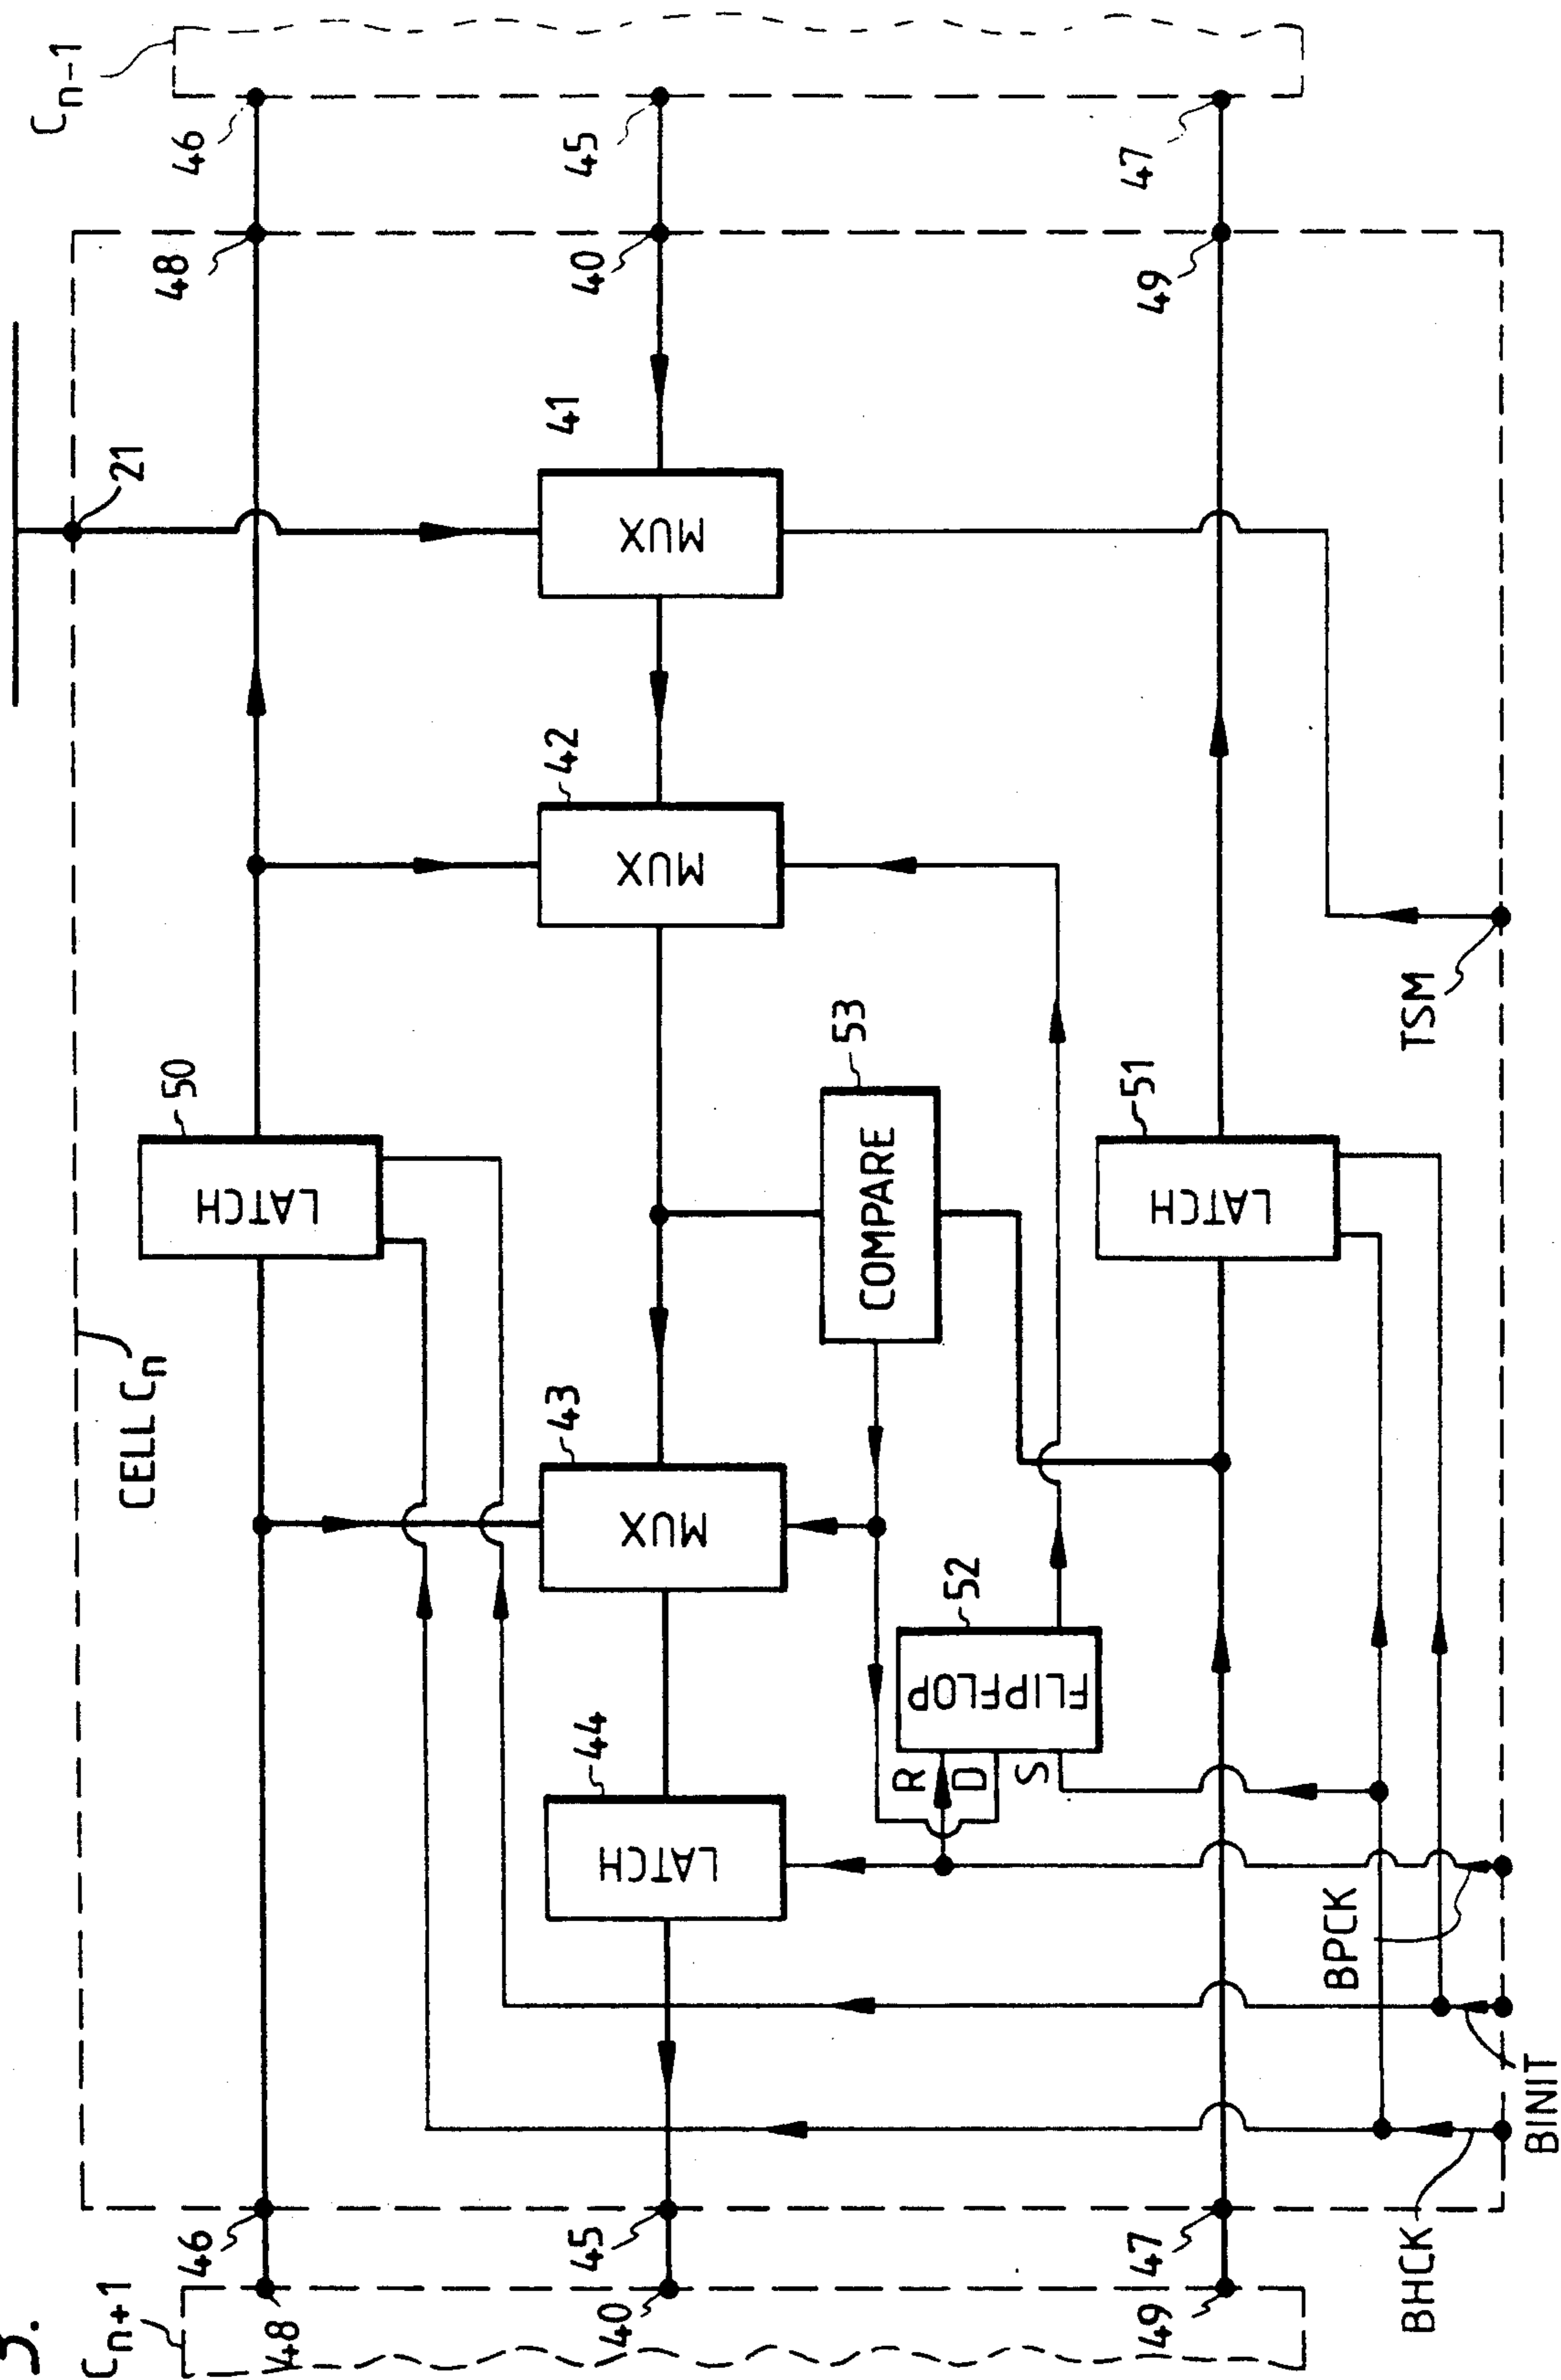 3.
Cn+1
Cn-1
CELL Cn
48
46
50
48
46
21
40
45
44
LATCH
43
MUX
42
MUX
41
MUX
40
45
LATCH
COMPARE
53
FLIPFLOP
52
R
D
S
49
47
LATCH
51
49
47
BHCK
BINIT
BPCK
TSM